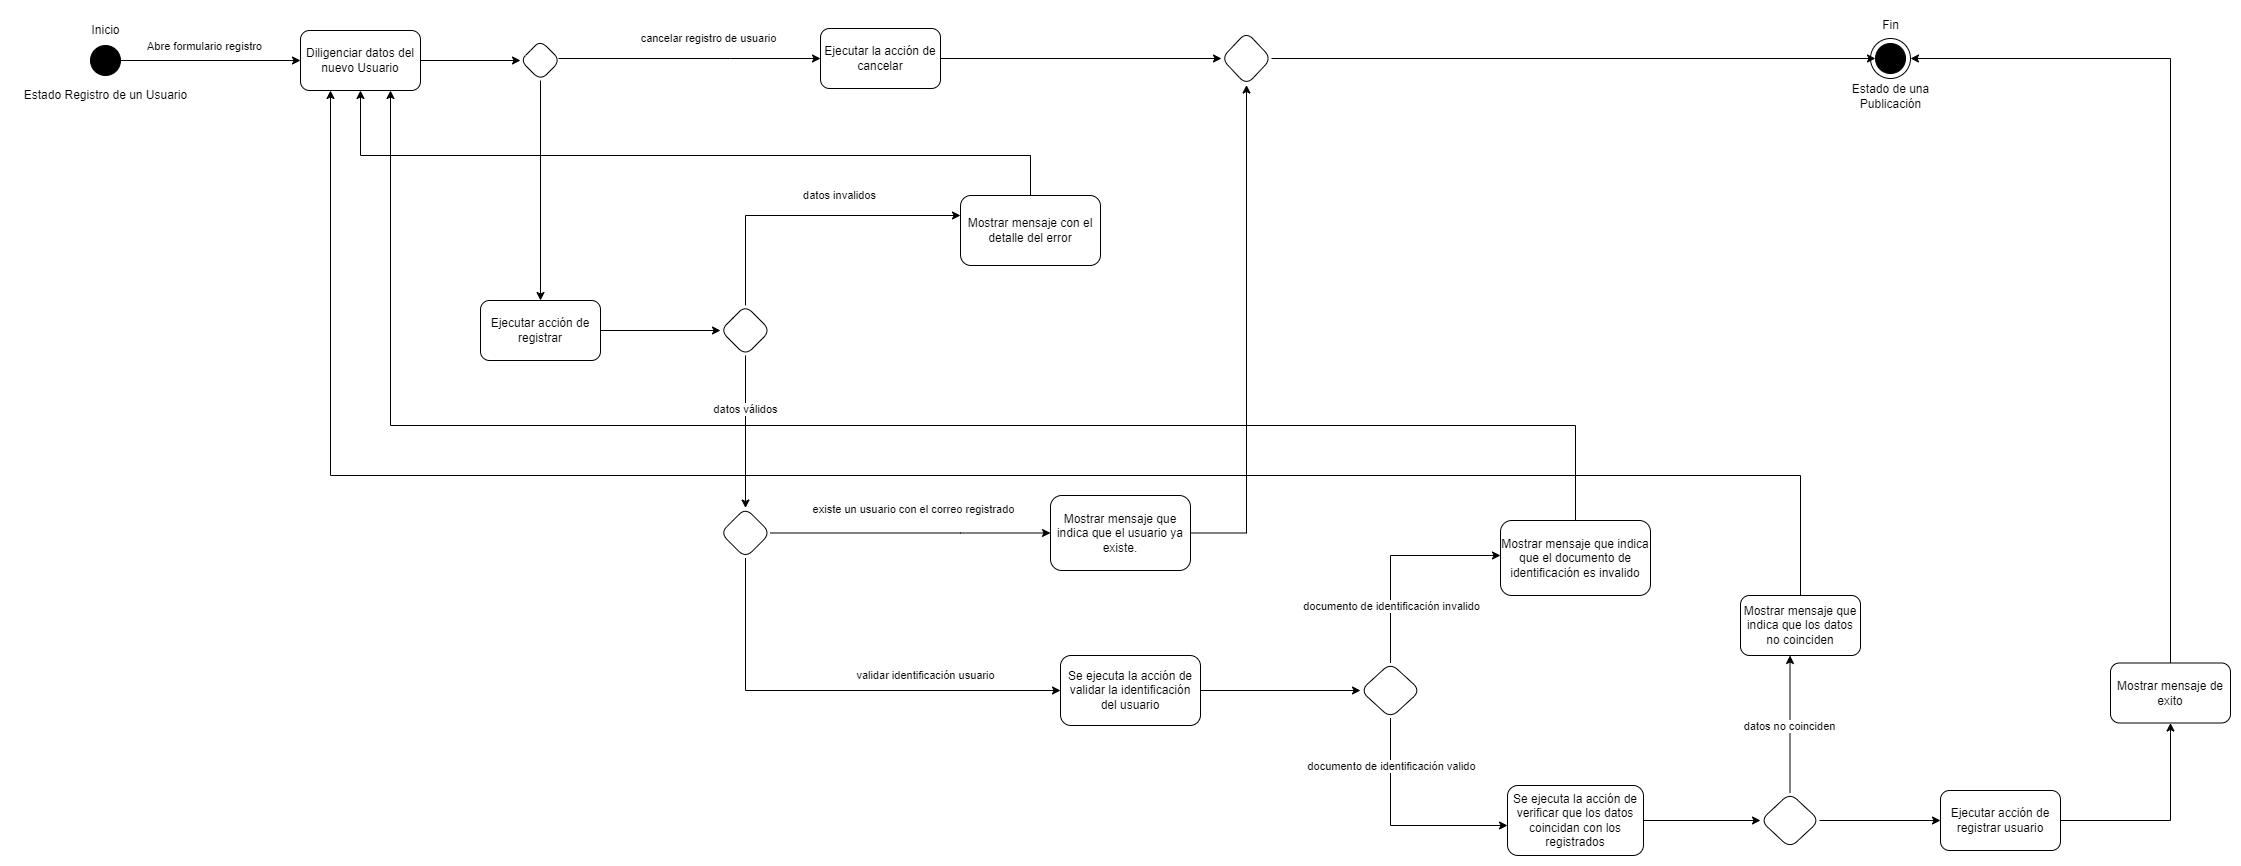 Inicio
Abre formulario registro
Estado Registro de un Usuario
Diligenciar datos del
nuevo Usuario
cancelar registro de usuario
Ejecutar la acción de
cancelar
Fin
Estado de una
Publicación
datos invalidos
Mostrar mensaje con el
detalle del error
Ejecutar acción de
registrar
datos válidos
existe un usuario con el correo registrado
Mostrar mensaje que
indica que el usuario ya
existe.
Mostrar mensaje que indica
que el documento de
identificación es invalido
documento de identificación invalido
Mostrar mensaje que
indica que los datos
no coinciden
validar identificación usuario
Se ejecuta la acción de
validar la identificación
del usuario
Mostrar mensaje de
exito
datos no coinciden
documento de identificación valido
Se ejecuta la acción de
verificar que los datos
coincidan con los
registrados
Ejecutar acción de
registrar usuario